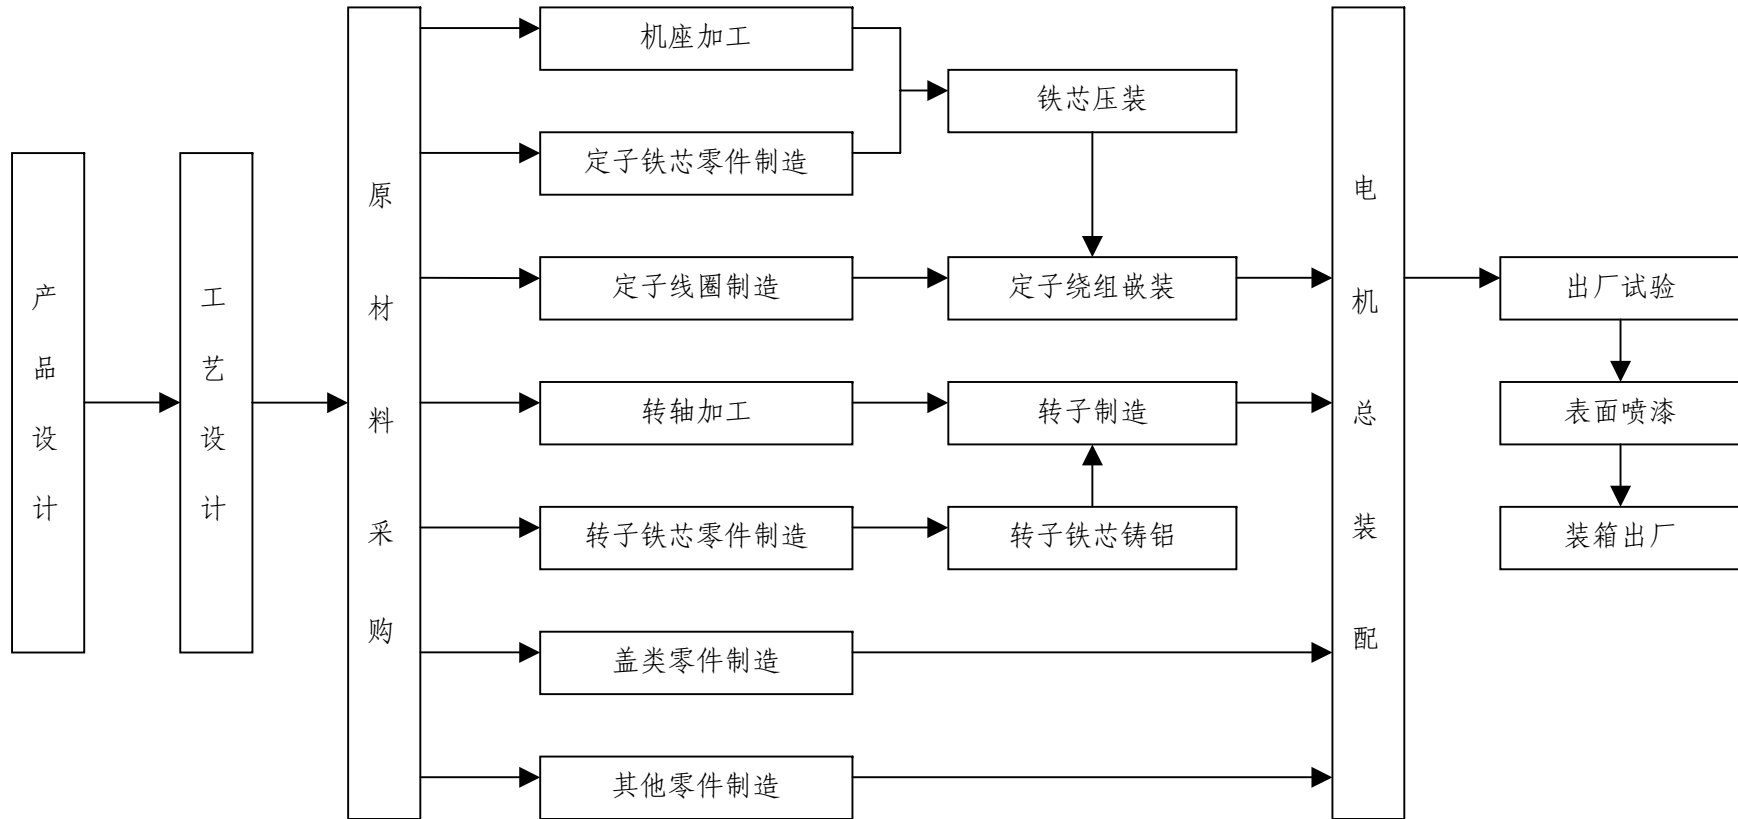 产品设计
工艺设计
原材料采购
机座加工
定子铁芯零件制造
定子线圈制造
转轴加工
转子铁芯零件制造
盖类零件制造
其他零件制造
铁芯压装
定子绕组嵌装
转子制造
转子铁芯铸铝
电机总装配
出厂试验
表面喷漆
装箱出厂